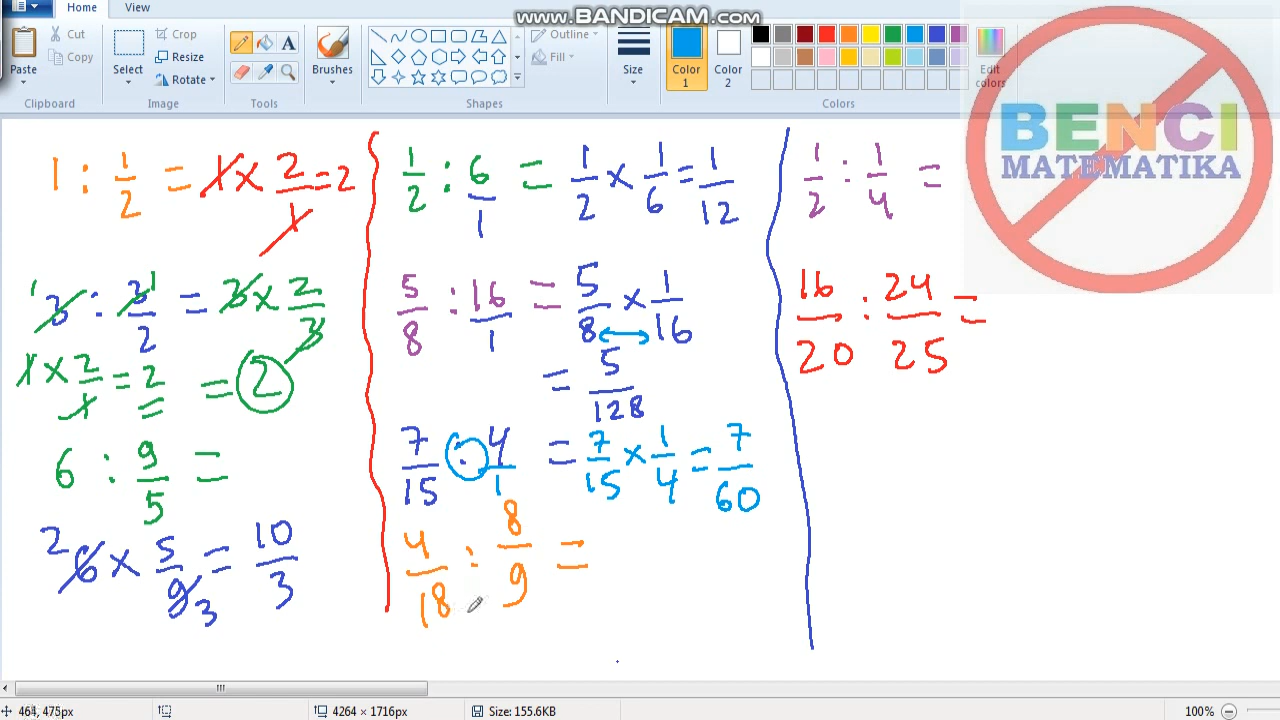 www.BANDICAM.com
Home View
Paste
Cut
Copy
Clipboard
Select
Crop
Resize
Rotate
Image
A
Tools
Brushes
Shapes
Outline
Fill
Size
Color 1
Color 2
Edit colors
Colors
BENCI
MATEMATIKA
1 : 1/2 = 1 x 2/1 = 2
1 3 : 3 1/2 = 3 x 2/3
1 x 2/1 = 2 = 2
6 : 9/5 =
2 6 x 5/9 3 = 10/3
1/2 : 6/1 = 1/2 x 1/6 = 1/12
5/8 : 16/1 = 5/8 x 1/16
= 5/128
7/15 : 4/1 = 7/15 x 1/4 = 7/60
4/18 : 8/9 =
1/2 : 1/4 =
16/20 : 24/25 =
464, 475px
4264 × 1716px
Size: 155.6KB
100%